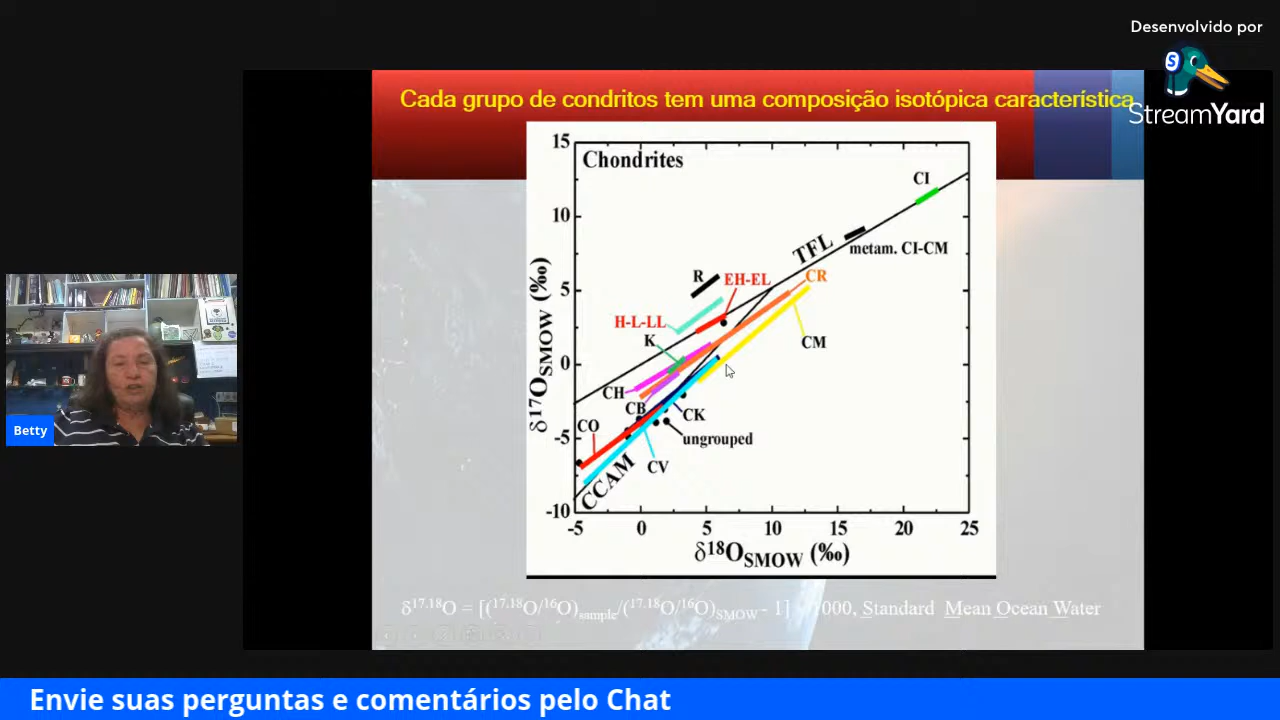 Desenvolvido por
S
StreamYard
Cada grupo de condritos tem uma composição isotópica característica
Chondrites
15
10
5
0
-5
-10
δ¹⁷O_SMOW (‰)
CI
TFL
metam. CI-CM
R
EH-EL
CR
H-L-LL
K
CM
CH
CB
CK
CO
ungrouped
CV
CCAM
-5 0 5 10 15 20 25
δ¹⁸O_SMOW (‰)
δ¹⁷·¹⁸O = [(¹⁷·¹⁸O/¹⁶O)sample/(¹⁷·¹⁸O/¹⁶O)SMOW - 1] 1000, Standard Mean Ocean Water
Betty
Envie suas perguntas e comentários pelo Chat